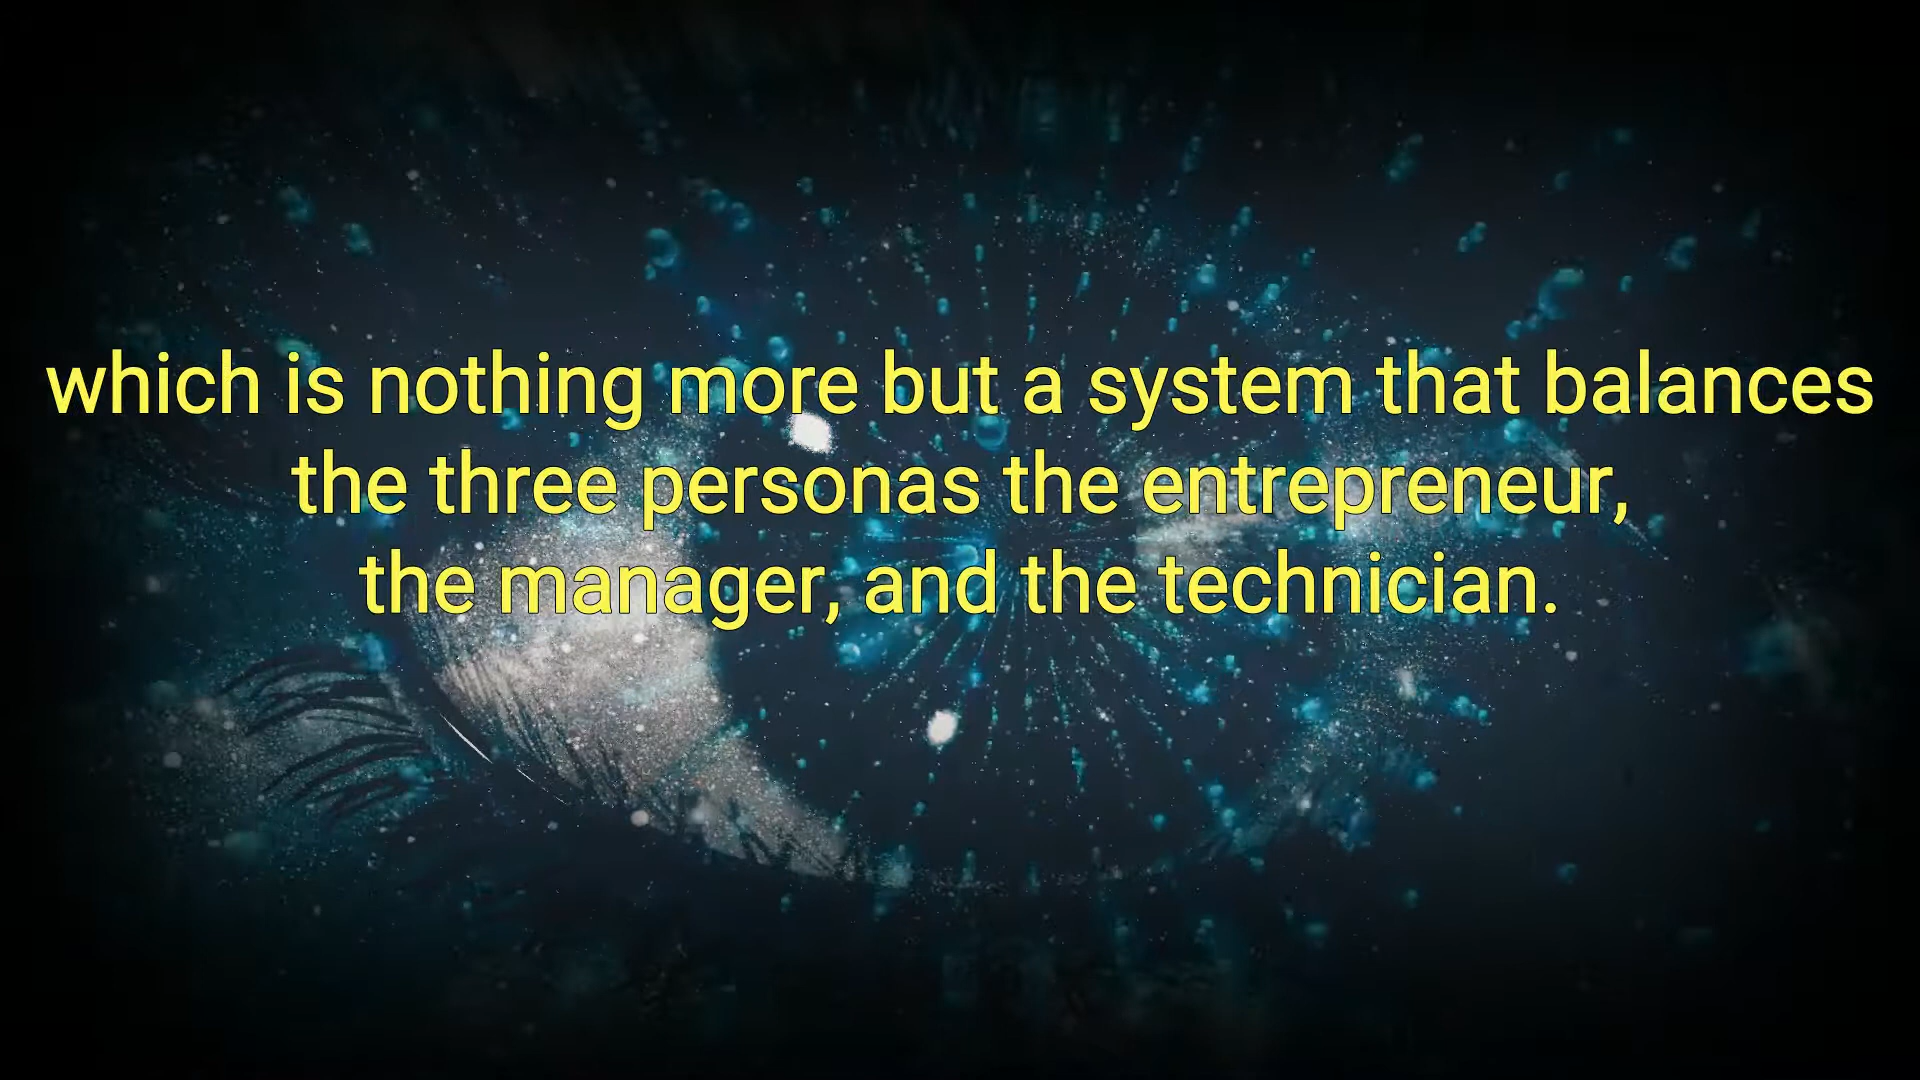 which is nothing more but a system that balances
the three personas the entrepreneur,
the manager, and the technician.